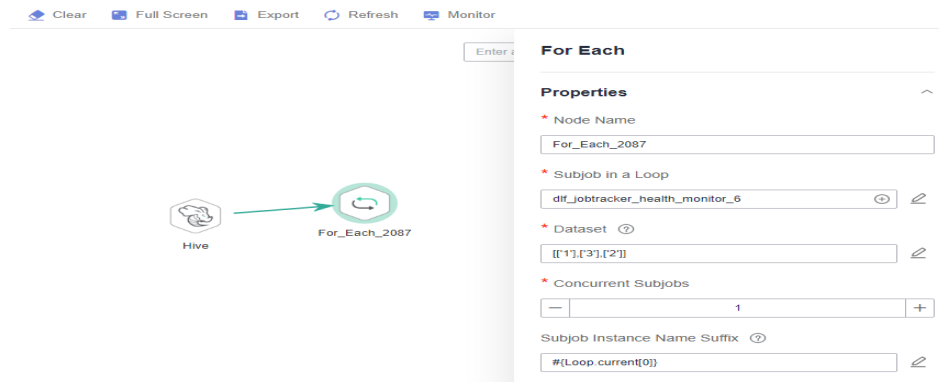 Clear Full Screen Export Refresh Monitor
Enter a
For Each
Properties
* Node Name
For_Each_2087
* Subjob in a Loop
dlf_jobtracker_health_monitor_6
* Dataset
[['1'],['3'],['2']]
* Concurrent Subjobs
1
Subjob Instance Name Suffix
#{Loop.current[0]}
Hive
For_Each_2087